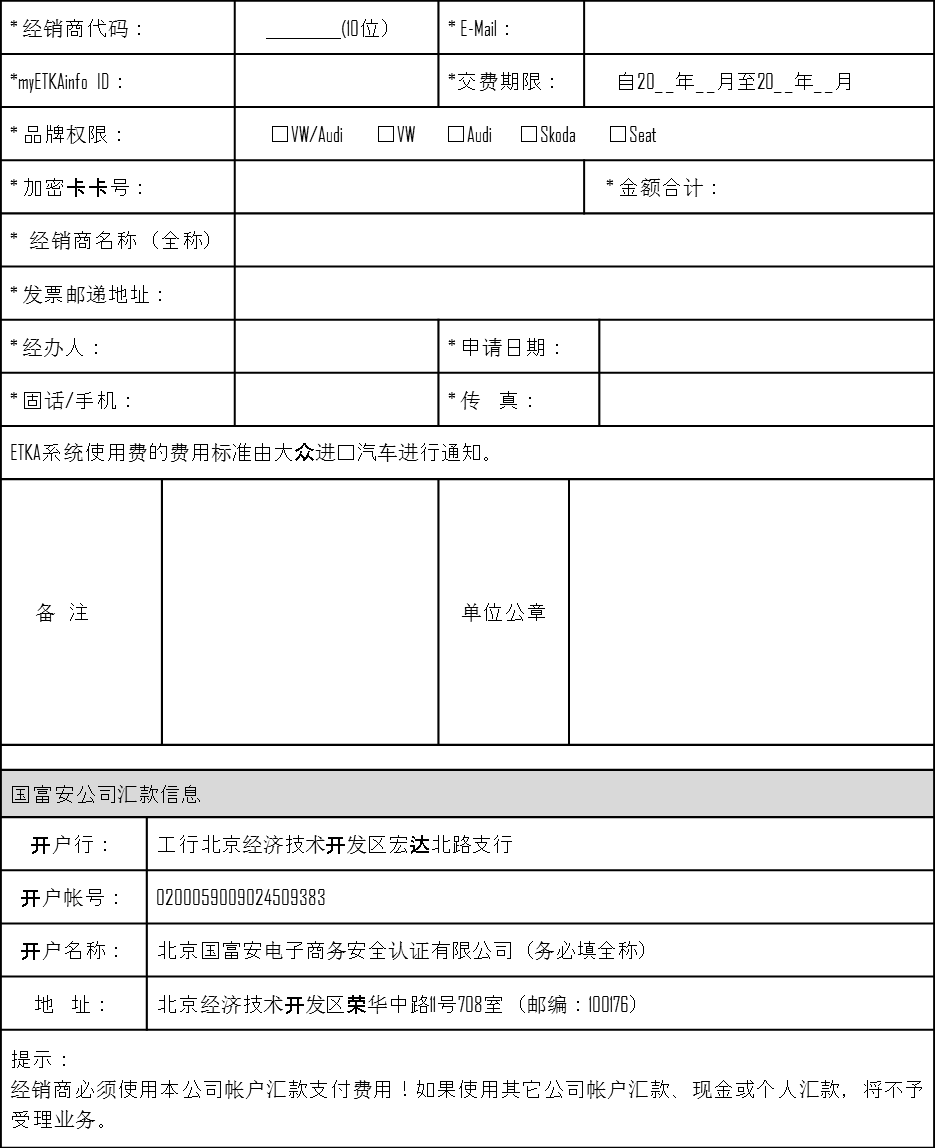 *经销商代码： ________(10位） *E-Mail：
*myETKAinfo ID： *交费期限： 自20__年__月至20__年__月
*品牌权限： □VW/Audi □VW □Audi □Skoda □Seat
*加密卡卡号： *金额合计：
* 经销商名称（全称）
*发票邮递地址：
*经办人： *申请日期：
*固话/手机： *传 真：
ETKA系统使用费的费用标准由大众进口汽车进行通知。
备 注 单位公章
国富安公司汇款信息
开户行： 工行北京经济技术开发区宏达北路支行
开户帐号： 0200059009024509383
开户名称： 北京国富安电子商务安全认证有限公司（务必填全称）
地 址： 北京经济技术开发区荣华中路11号708室（邮编：100176）
提示：
经销商必须使用本公司帐户汇款支付费用！如果使用其它公司帐户汇款、现金或个人汇款，将不予
受理业务。